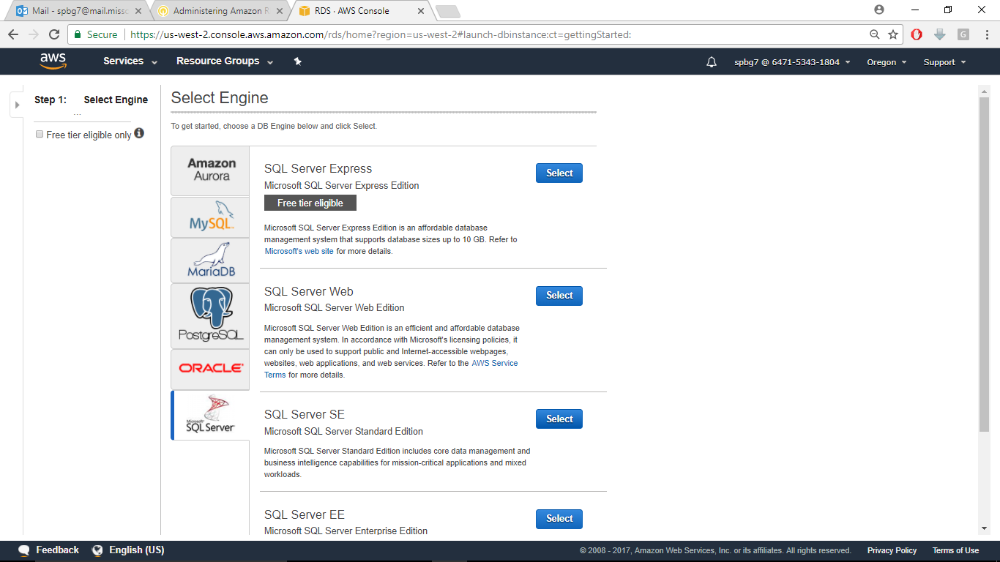 Mail - spbg7@mail.miss
Administering Amazon R
RDS · AWS Console
Secure
https://us-west-2.console.aws.amazon.com/rds/home?region=us-west-2#launch-dbinstance:ct=gettingStarted:
G
aws
Services
Resource Groups
spbg7 @ 6471-5343-1804
Oregon
Support
Step 1: Select Engine
...
Free tier eligible only
Select Engine
To get started, choose a DB Engine below and click Select.
Amazon
Aurora
MySQL
MariaDB
PostgreSQL
ORACLE
Microsoft
SQL Server
SQL Server Express
Select
Microsoft SQL Server Express Edition
Free tier eligible
Microsoft SQL Server Express Edition is an affordable database
management system that supports database sizes up to 10 GB. Refer to
Microsoft's web site for more details.
SQL Server Web
Select
Microsoft SQL Server Web Edition
Microsoft SQL Server Web Edition is an efficient and affordable database
management system. In accordance with Microsoft's licensing policies, it
can only be used to support public and Internet-accessible webpages,
websites, web applications, and web services. Refer to the AWS Service
Terms for more details.
SQL Server SE
Select
Microsoft SQL Server Standard Edition
Microsoft SQL Server Standard Edition includes core data management and
business intelligence capabilities for mission-critical applications and mixed
workloads.
SQL Server EE
Select
Microsoft SQL Server Enterprise Edition
Feedback
English (US)
© 2008 - 2017, Amazon Web Services, Inc. or its affiliates. All rights reserved.
Privacy Policy
Terms of Use